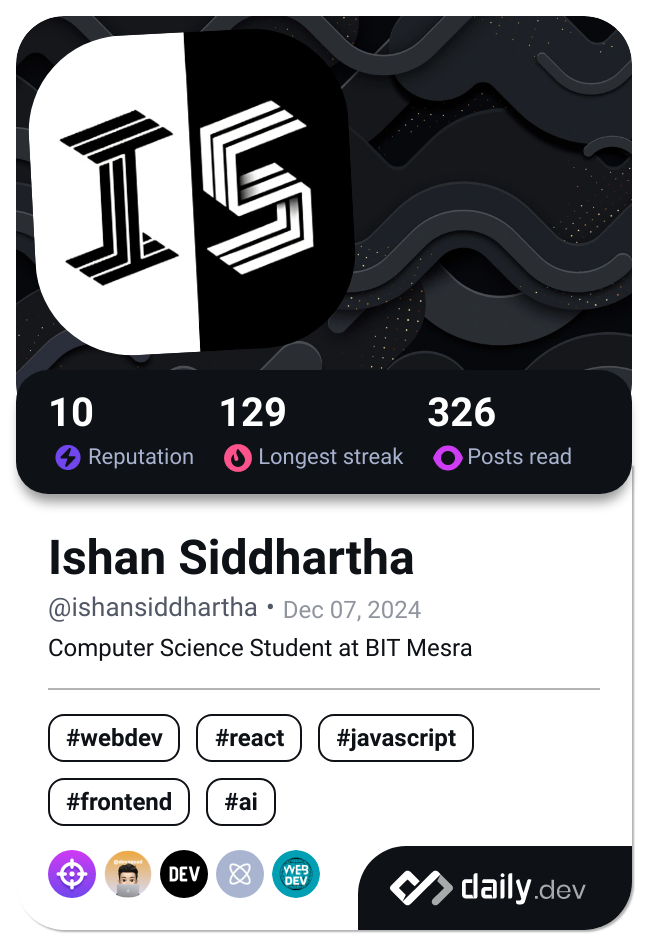 IS
10 129 326
Reputation Longest streak Posts read
Ishan Siddhartha
@ishansiddhartha • Dec 07, 2024
Computer Science Student at BIT Mesra
#webdev #react #javascript
#frontend #ai
DEV WEB DEV
daily.dev